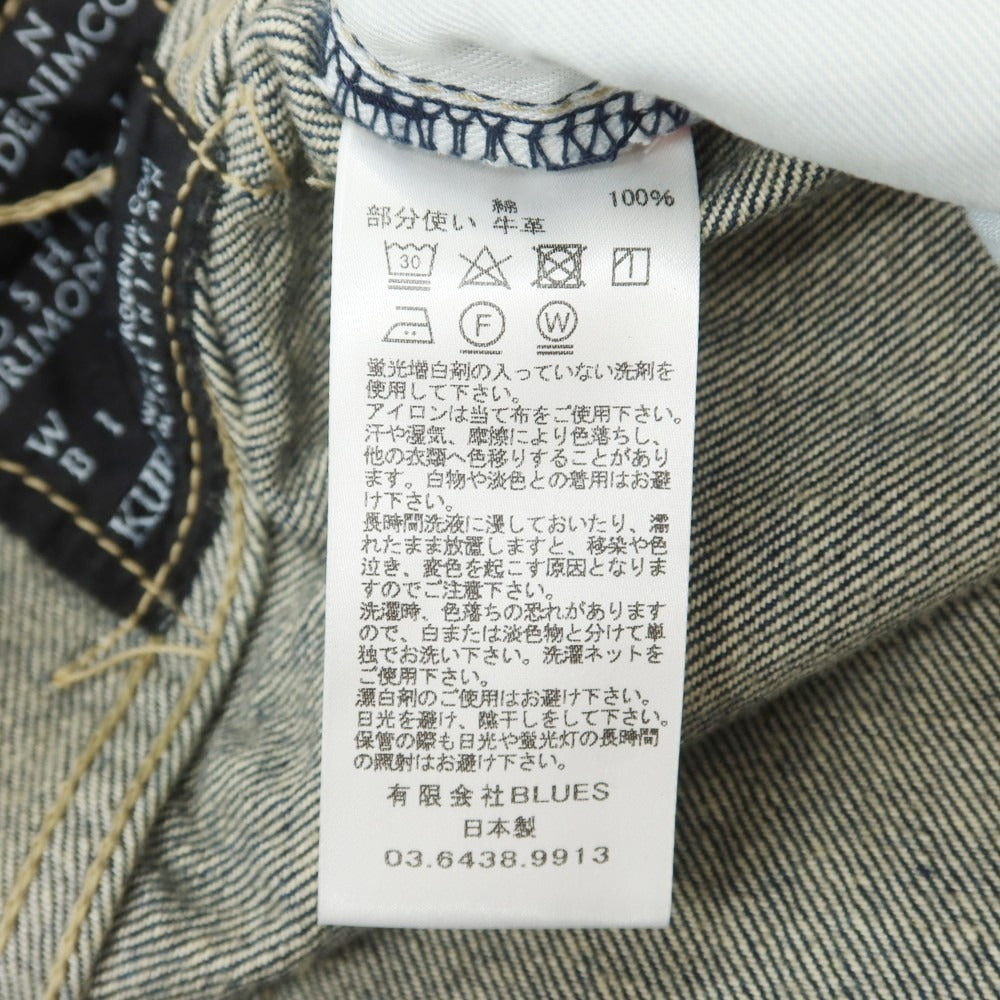 N
DENIMCO
ORIMONO
W
B I
KUR
綿 100%
部分使い 牛革
30
F
W
蛍光増白剤の入っていない洗剤を
使用して下さい。
アイロンは当て布をご使用下さい。
汗や湿気、摩擦により色落ちし、
他の衣類へ色移りすることがあり
ます。白物や淡色との着用はお避
け下さい。
長時間洗液に浸しておいたり、濡
れたまま放置しますと、移染や色
泣き、変色を起こす原因となりま
すのでご注意下さい。
洗濯時、色落ちの恐れがあります
ので、白または淡色物と分けて単
独でお洗い下さい。洗濯ネットを
ご使用下さい。
漂白剤のご使用はお避け下さい。
日光を避け、陰干しをして下さい。
保管の際も日光や蛍光灯の長時間
の照射はお避け下さい。
有限会社BLUES
日本製
03.6438.9913